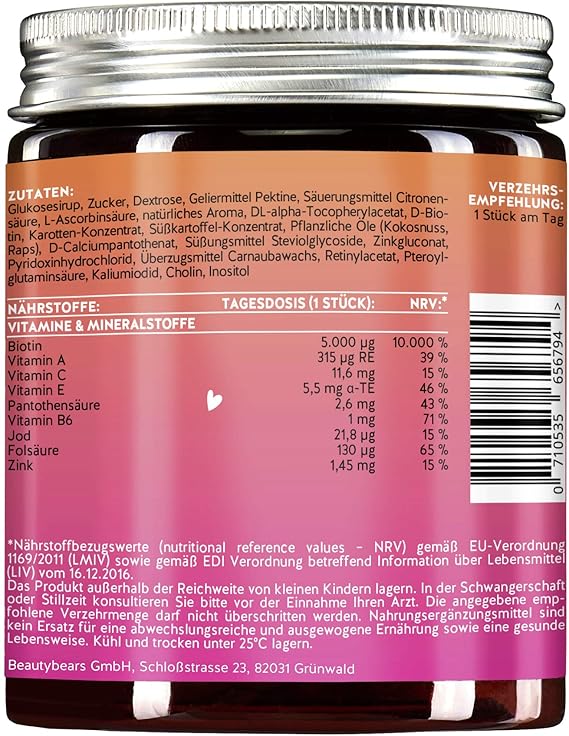 ZUTATEN:
Glukosesirup, Zucker, Dextrose, Geliermittel Pektine, Säuerungsmittel Citronen-
säure, L-Ascorbinsäure, natürliches Aroma, DL-alpha-Tocopherylacetat, D-Bio-
tin, Karotten-Konzentrat, Süßkartoffel-Konzentrat, Pflanzliche Öle (Kokosnuss,
Raps), D-Calciumpantothenat, Süßungsmittel Steviolglycoside, Zinkgluconat,
Pyridoxinhydrochlorid, Überzugsmittel Carnaubawachs, Retinylacetat, Pteroyl-
glutaminsäure, Kaliumiodid, Cholin, Inositol
VERZEHRS-
EMPFEHLUNG:
1 Stück am Tag
NÄHRSTOFFE: TAGESDOSIS (1 STÜCK): NRV:*
VITAMINE & MINERALSTOFFE
Biotin 5.000 µg 10.000 %
Vitamin A 315 µg RE 39 %
Vitamin C 11,6 mg 15 %
Vitamin E 5,5 mg α-TE 46 %
Pantothensäure 2,6 mg 43 %
Vitamin B6 1 mg 71 %
Jod 21,8 µg 15 %
Folsäure 130 µg 65 %
Zink 1,45 mg 15 %
0 710535 656794 >
*Nährstoffbezugswerte (nutritional reference values - NRV) gemäß EU-Verordnung
1169/2011 (LMIV) sowie gemäß EDI Verordnung betreffend Information über Lebensmittel
(LIV) vom 16.12.2016.
Das Produkt außerhalb der Reichweite von kleinen Kindern lagern. In der Schwangerschaft
oder Stillzeit konsultieren Sie bitte vor der Einnahme Ihren Arzt. Die angegebene emp-
fohlene Verzehrmenge darf nicht überschritten werden. Nahrungsergänzungsmittel sind
kein Ersatz für eine abwechslungsreiche und ausgewogene Ernährung sowie eine gesunde
Lebensweise. Kühl und trocken unter 25°C lagern.
Beautybears GmbH, Schloßstrasse 23, 82031 Grünwald